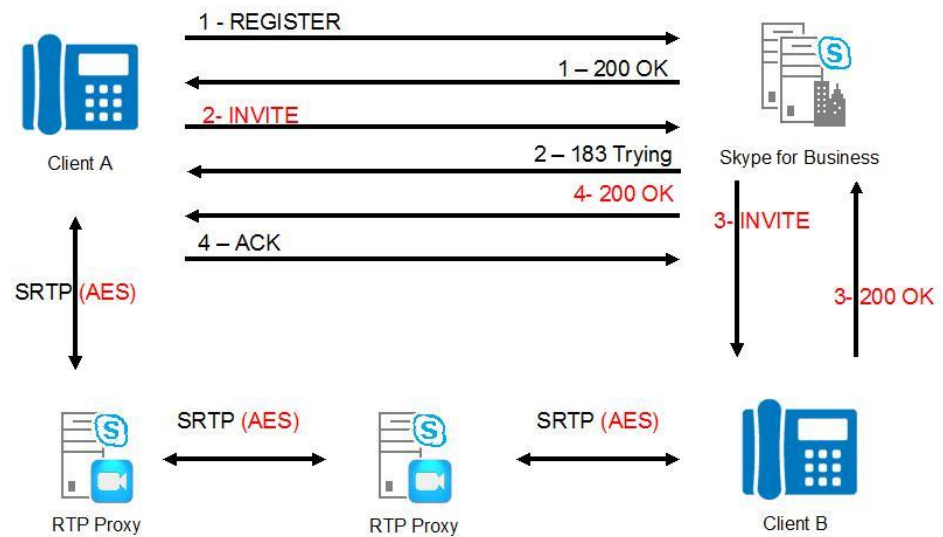 1 - REGISTER
1 – 200 OK
2- INVITE
2 – 183 Trying
4- 200 OK
4 – ACK
Client A
Skype for Business
3- INVITE
3- 200 OK
SRTP (AES)
SRTP (AES)
SRTP (AES)
RTP Proxy
RTP Proxy
Client B